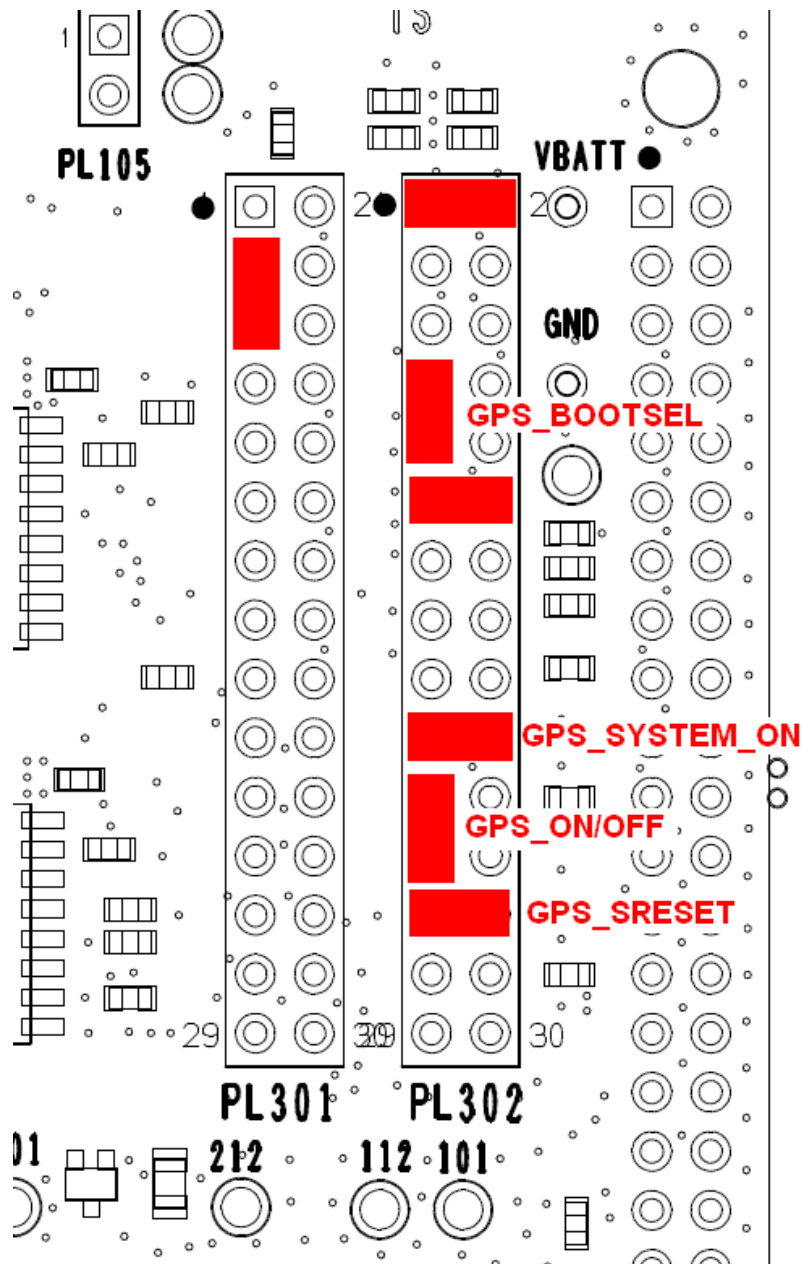 1
PL105
VBATT
2
2
GND
GPS_BOOTSEL
GPS_SYSTEM_ON
GPS_ON/OFF
GPS_SRESET
29
30
30
PL301
PL302
01
212
112
101